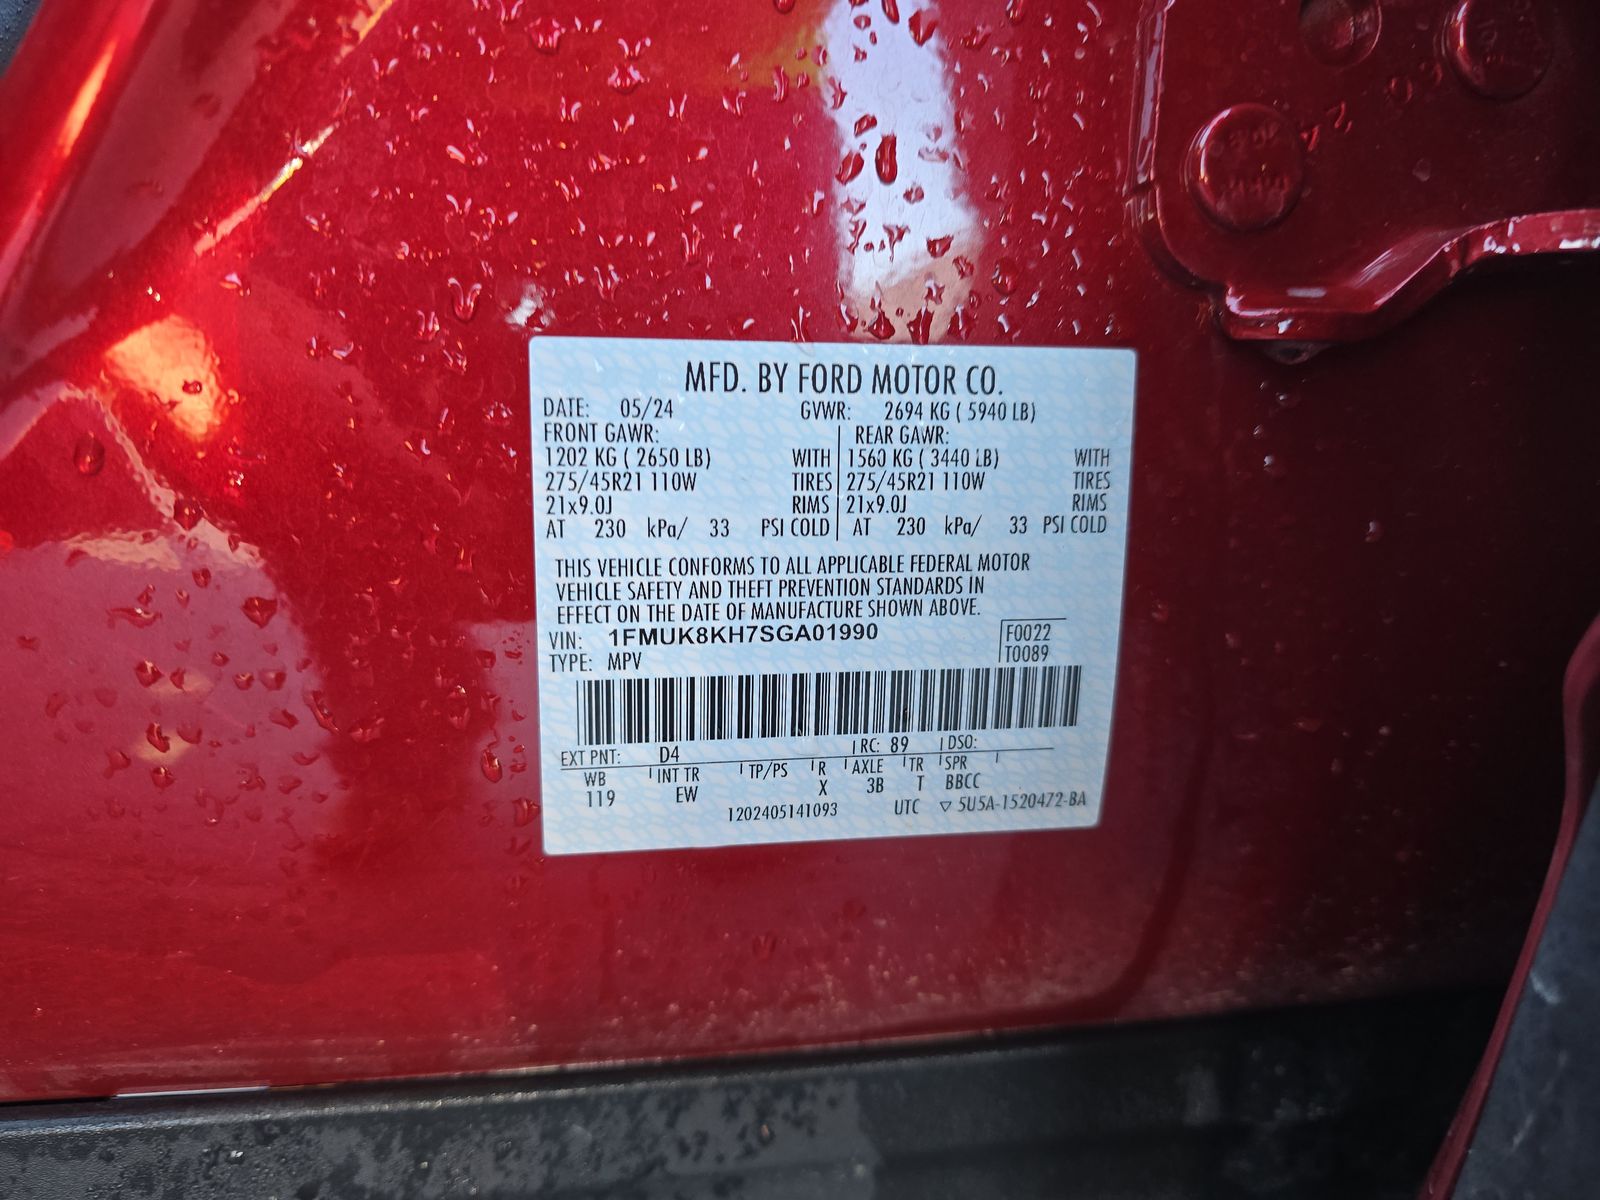 MFD. BY FORD MOTOR CO.
DATE: 05/24 GVWR: 2694 KG ( 5940 LB)
FRONT GAWR: REAR GAWR:
1202 KG ( 2650 LB) WITH 1560 KG ( 3440 LB) WITH
275/45R21 110W TIRES 275/45R21 110W TIRES
21x9.0J RIMS 21x9.0J RIMS
AT 230 kPa/ 33 PSI COLD AT 230 kPa/ 33 PSI COLD
THIS VEHICLE CONFORMS TO ALL APPLICABLE FEDERAL MOTOR
VEHICLE SAFETY AND THEFT PREVENTION STANDARDS IN
EFFECT ON THE DATE OF MANUFACTURE SHOWN ABOVE.
VIN: 1FMUK8KH7SGA01990 F0022
TYPE: MPV T0089
EXT PNT: D4 RC: 89 DSO:
WB INT TR TP/PS R AXLE TR SPR
119 EW X 3B T BBCC
1202405141093 UTC ▽ 5U5A-1520472-BA